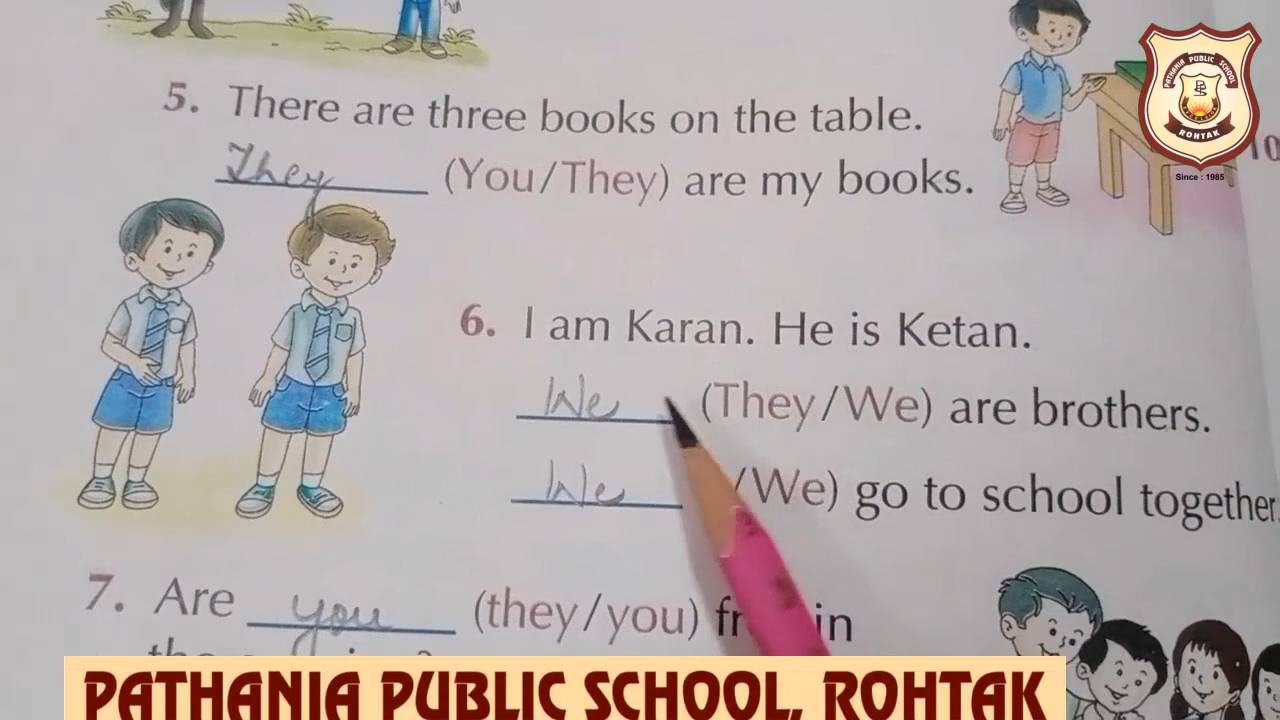 5. There are three books on the table.
They (You/They) are my books.
6. I am Karan. He is Ketan.
We (They/We) are brothers.
We /We) go to school together.
7. Are you (they/you) in
PATHANIA PUBLIC SCHOOL, ROHTAK
PATHANIA PUBLIC SCHOOL
ROHTAK
Since : 1985
10